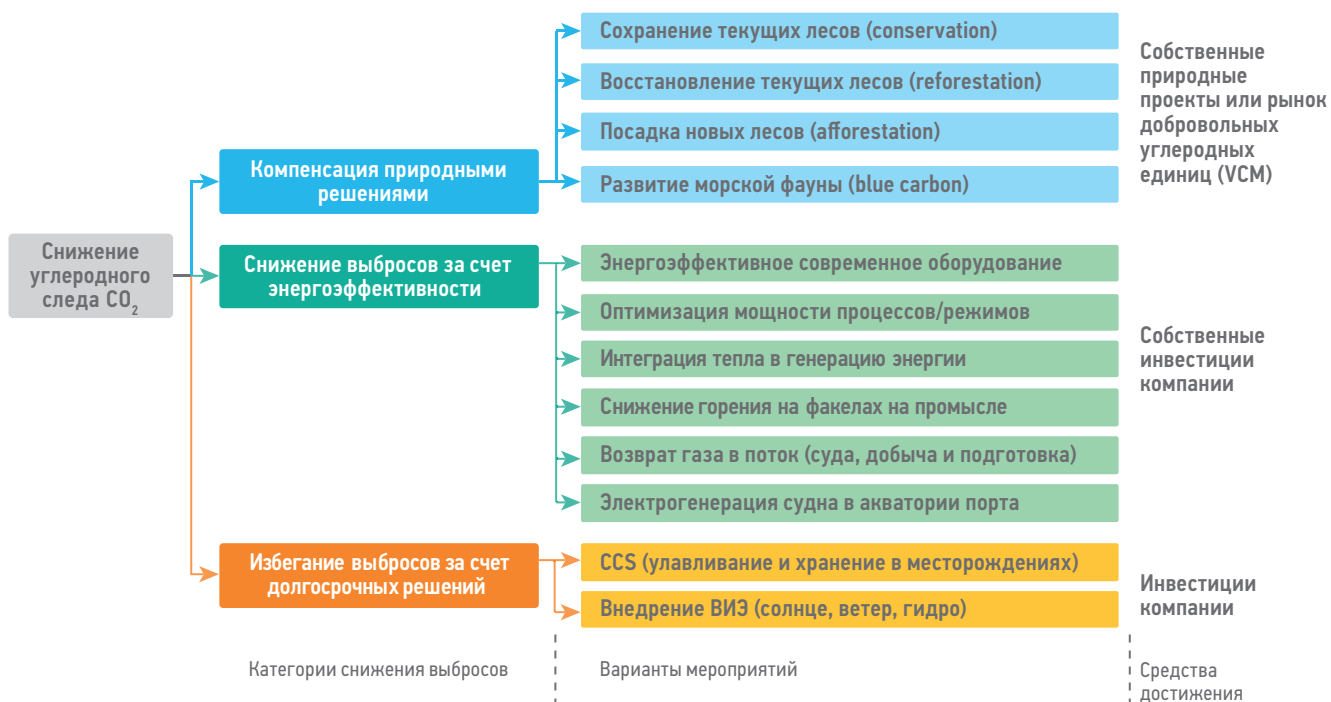 Снижение
углеродного
следа CO2
Компенсация природными
решениями
Сохранение текущих лесов (conservation)
Восстановление текущих лесов (reforestation)
Посадка новых лесов (afforestation)
Развитие морской фауны (blue carbon)
Собственные
природные
проекты или рынок
добровольных
углеродных
единиц (VCM)
Снижение выбросов за счет
энергоэффективности
Энергоэффективное современное оборудование
Оптимизация мощности процессов/режимов
Интеграция тепла в генерацию энергии
Снижение горения на факелах на промысле
Возврат газа в поток (суда, добыча и подготовка)
Электрогенерация судна в акватории порта
Собственные
инвестиции
компании
Избегание выбросов за счет
долгосрочных решений
CCS (улавливание и хранение в месторождениях)
Внедрение ВИЭ (солнце, ветер, гидро)
Инвестиции
компании
Категории снижения выбросов
Варианты мероприятий
Средства
достижения